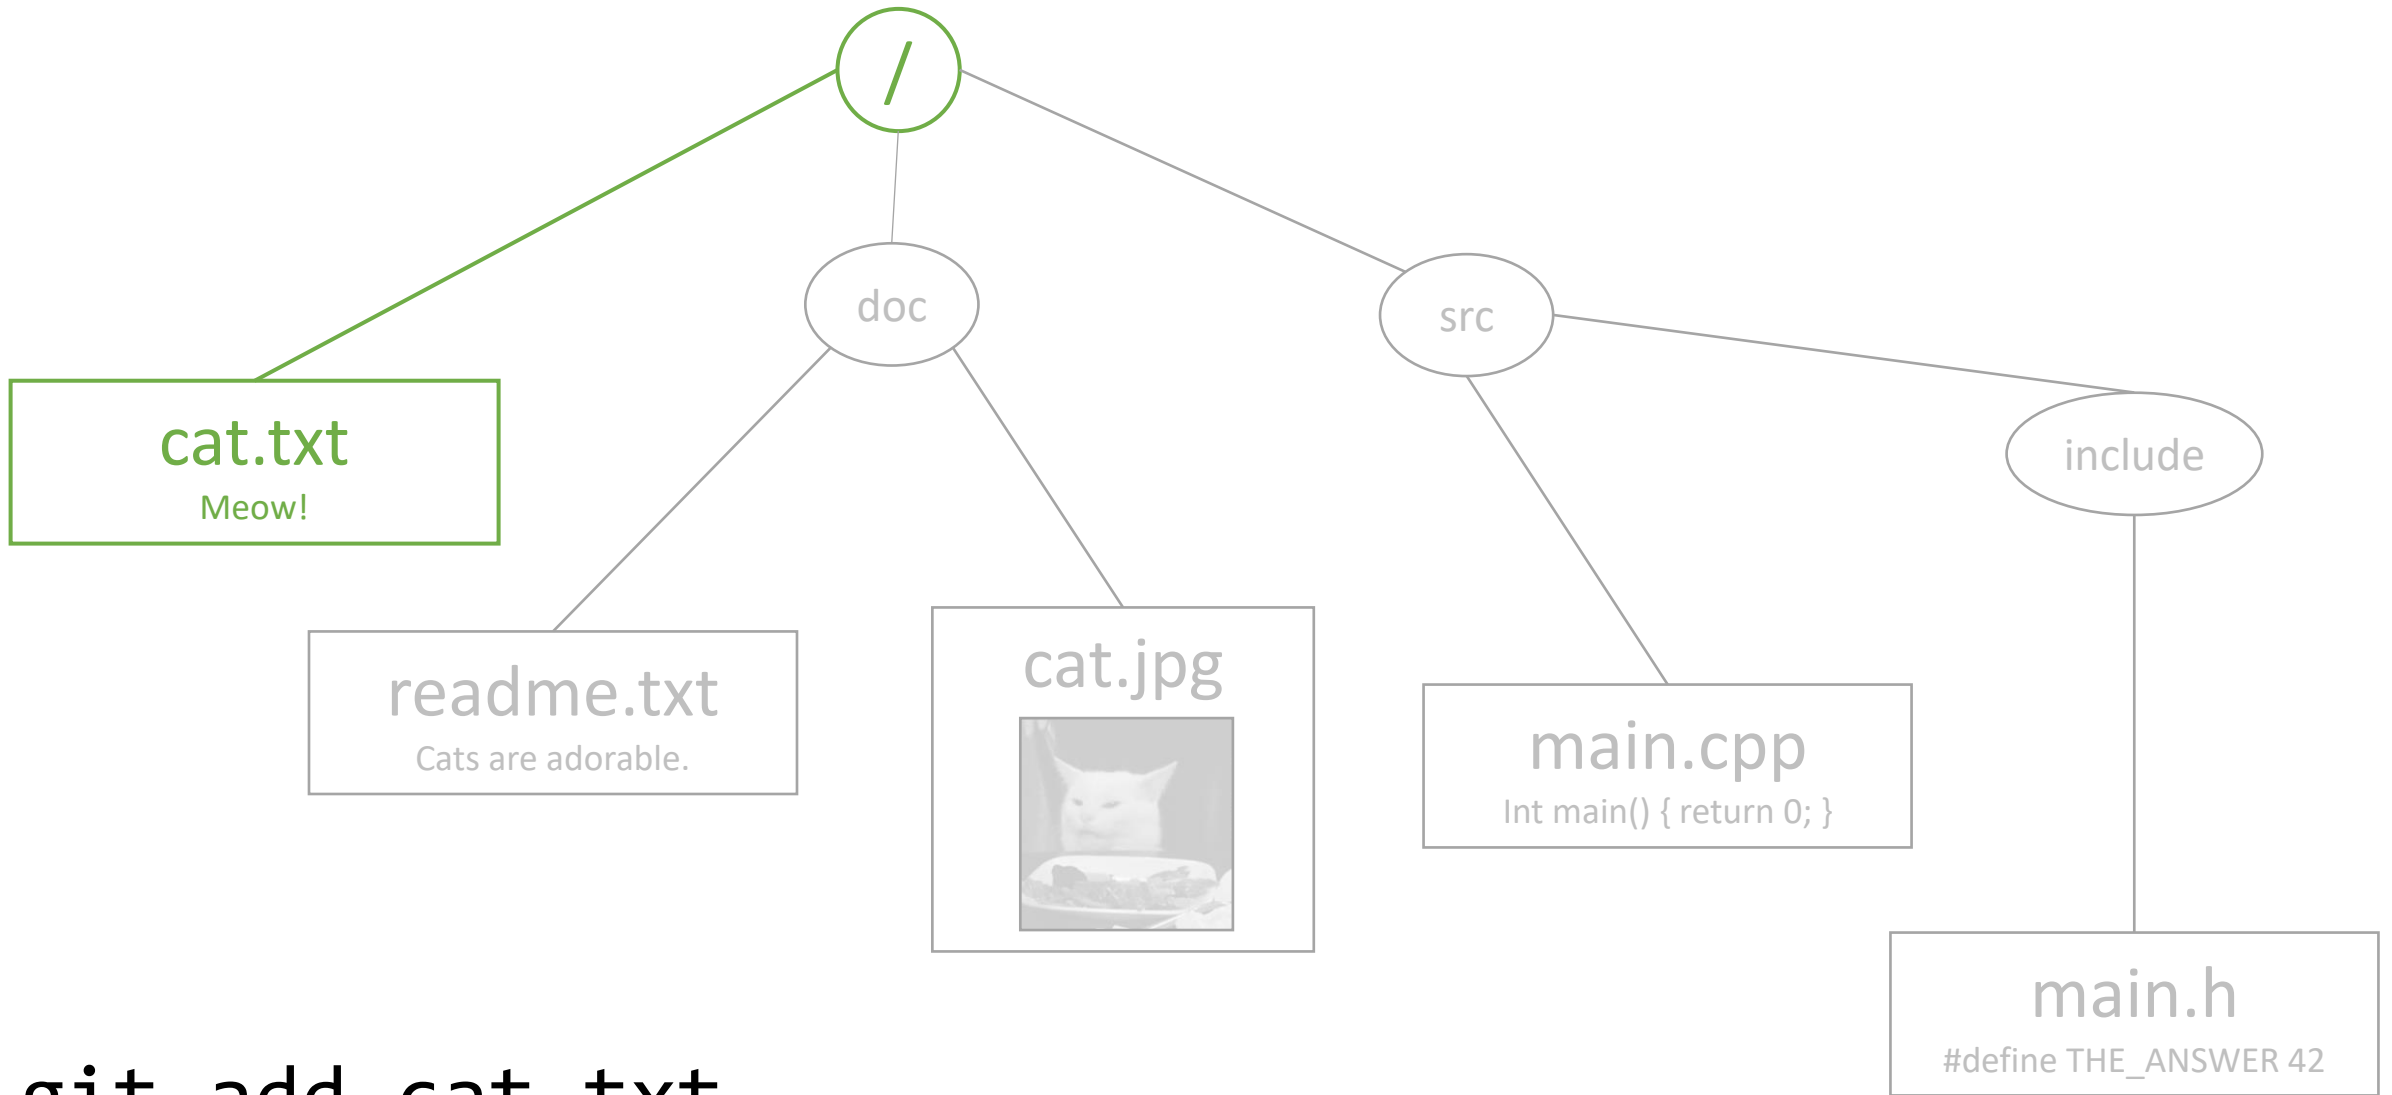 /
doc
src
cat.txt
Meow!
include
readme.txt
Cats are adorable.
cat.jpg
main.cpp
Int main() { return 0; }
main.h
#define THE_ANSWER 42
git add cat.txt